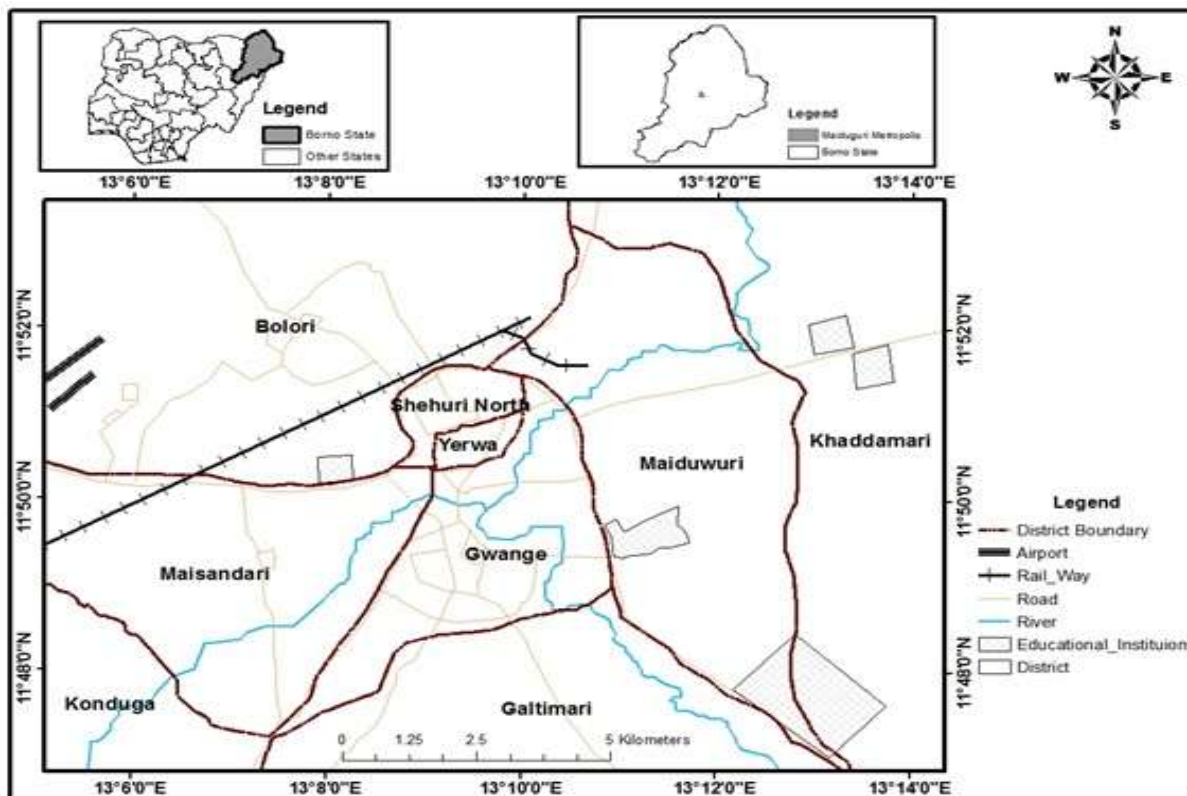 Legend
Borno State
Other States
Legend
Maiduguri Metropolis
Borno State
N
W E
S
13°6'0"E 13°8'0"E 13°10'0"E 13°12'0"E 13°14'0"E
11°52'0"N
11°52'0"N
Bolori
Shehuri North
Yerwa
Maiduwuri
Khaddamari
11°50'0"N
11°50'0"N
Gwange
Maisandari
11°48'0"N
11°48'0"N
Konduga
Galtimari
0 1.25 2.5 5 Kilometers
13°6'0"E 13°8'0"E 13°10'0"E 13°12'0"E 13°14'0"E
Legend
District Boundary
Airport
Rail_Way
Road
River
Educational_Instituion
District